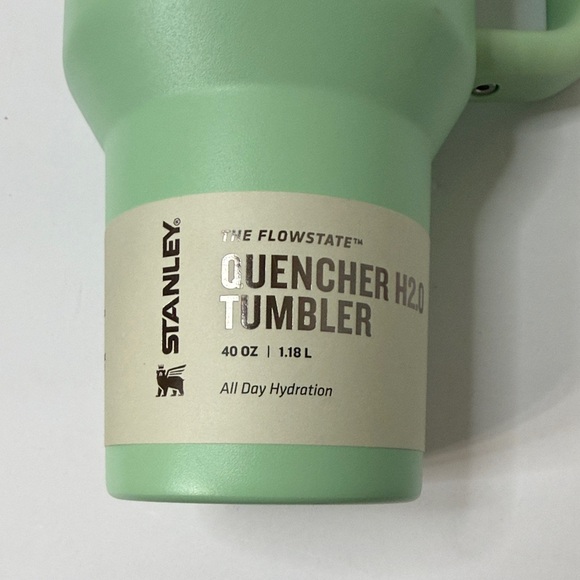 STANLEY®
THE FLOWSTATE™
QUENCHER H2.0
TUMBLER
40 OZ | 1.18 L
All Day Hydration